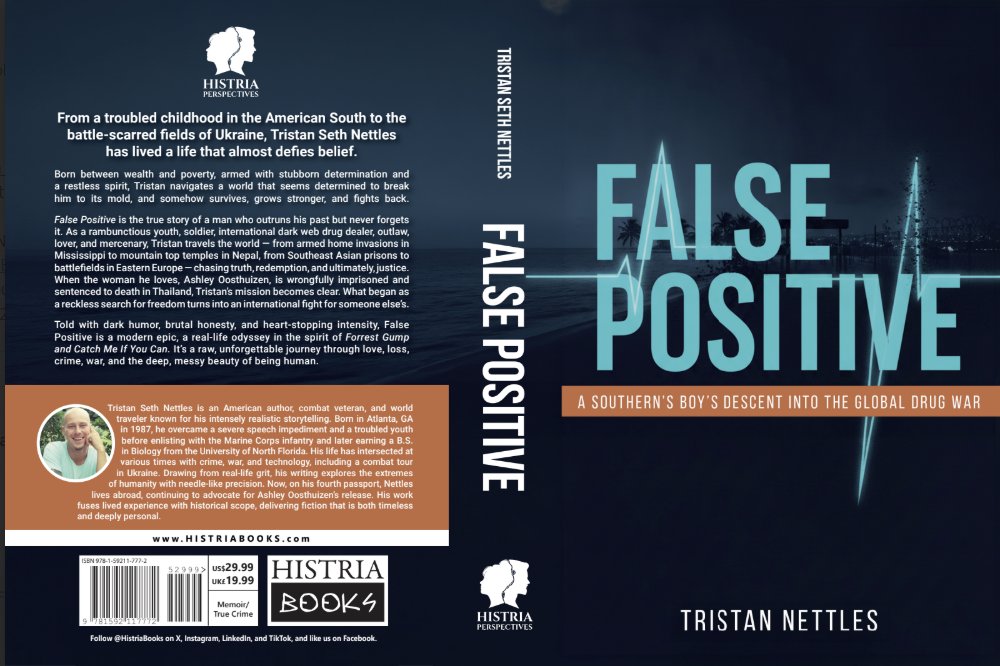 HISTRIA
PERSPECTIVES
From a troubled childhood in the American South to the
battle-scarred fields of Ukraine, Tristan Seth Nettles
has lived a life that almost defies belief.
Born between wealth and poverty, armed with stubborn determination and
a restless spirit, Tristan navigates a world that seems determined to break
him to its mold, and somehow survives, grows stronger, and fights back.
False Positive is the true story of a man who outruns his past but never forgets
it. As a rambunctious youth, soldier, international dark web drug dealer, outlaw,
lover, and mercenary, Tristan travels the world — from armed home invasions in
Mississippi to mountain top temples in Nepal, from Southeast Asian prisons to
battlefields in Eastern Europe — chasing truth, redemption, and ultimately, justice.
When the woman he loves, Ashley Oosthuizen, is wrongfully imprisoned and
sentenced to death in Thailand, Tristan's mission becomes clear. What began as
a reckless search for freedom turns into an international fight for someone else's.
Told with dark humor, brutal honesty, and heart-stopping intensity, False
Positive is a modern epic, a real-life odyssey in the spirit of Forrest Gump
and Catch Me If You Can. It's a raw, unforgettable journey through love, loss,
crime, war, and the deep, messy beauty of being human.
Tristan Seth Nettles is an American author, combat veteran, and world
traveler known for his intensely realistic storytelling. Born in Atlanta, GA
in 1987, he overcame a severe speech impediment and a troubled youth
before enlisting with the Marine Corps infantry and later earning a B.S.
in Biology from the University of North Florida. His life has intersected at
various times with crime, war, and technology, including a combat tour
in Ukraine. Drawing from real-life grit, his writing explores the extremes
of humanity with needle-like precision. Now, on his fourth passport, Nettles
lives abroad, continuing to advocate for Ashley Oosthuizen's release. His work
fuses lived experience with historical scope, delivering fiction that is both timeless
and deeply personal.
www.HISTRIABOOKS.com
ISBN 978-1-59211-777-2
52999>
9 781592 117772
US$29.99
UK£19.99
Memoir/
True Crime
HISTRIA
BOOKS
Follow @HistriaBooks on X, Instagram, LinkedIn, and TikTok, and like us on Facebook.
TRISTAN SETH NETTLES
FALSE POSITIVE
HISTRIA
PERSPECTIVES
FALSE
POSITIVE
A SOUTHERN'S BOY'S DESCENT INTO THE GLOBAL DRUG WAR
TRISTAN NETTLES